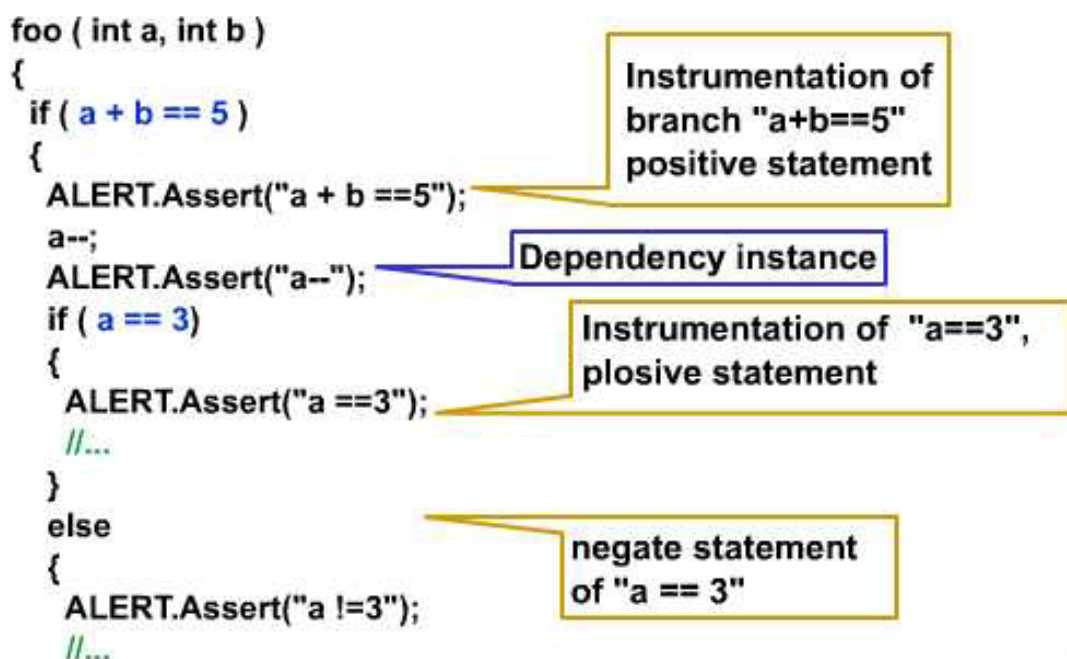 foo ( int a, int b )
{
if ( a + b == 5 )
{
ALERT.Assert("a + b ==5");
a--;
ALERT.Assert("a--");
if ( a == 3)
{
ALERT.Assert("a ==3");
//...
}
else
{
ALERT.Assert("a !=3");
//...
Instrumentation of
branch "a+b==5"
positive statement
Dependency instance
Instrumentation of "a==3",
plosive statement
negate statement
of "a == 3"